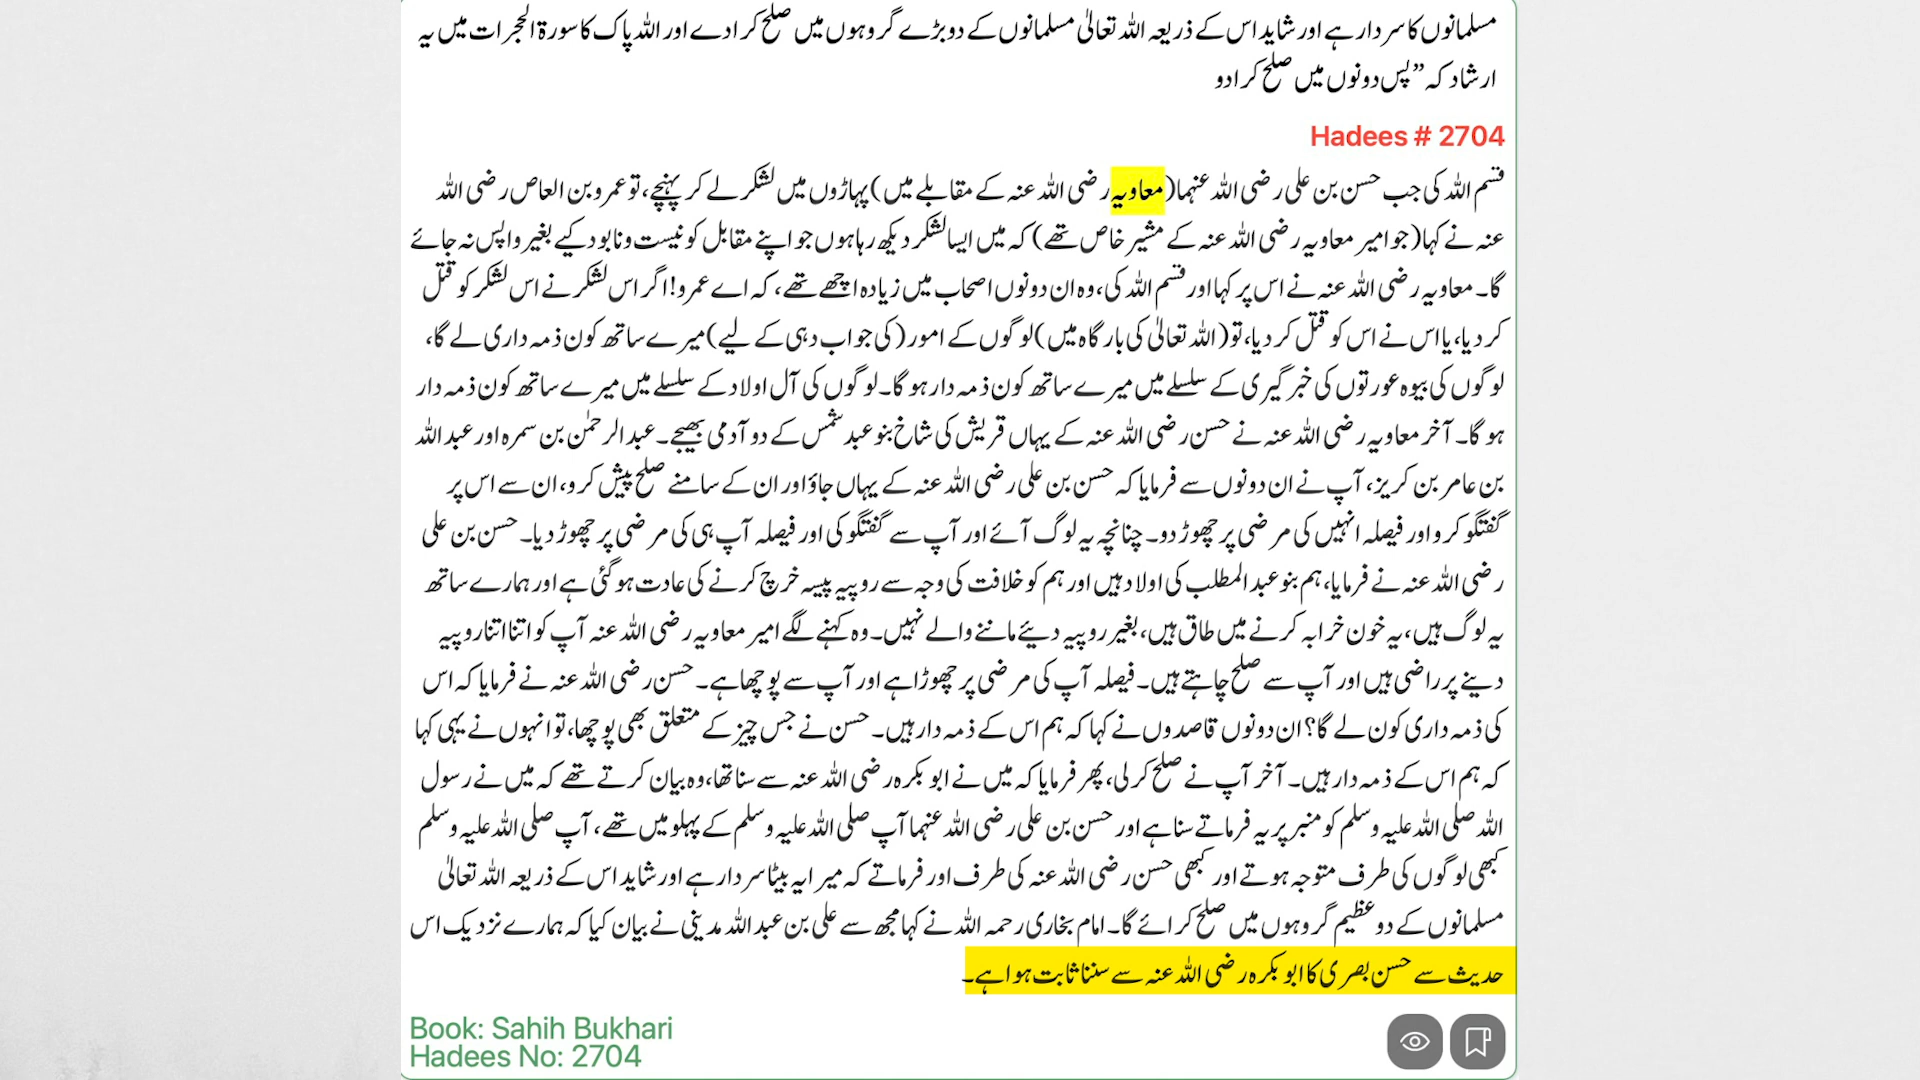 مسلمانوں کا سردار ہے اور شاید اس کے ذریعہ اللہ تعالیٰ مسلمانوں کے دو بڑے گروہوں میں صلح کرا دے اور اللہ پاک کا سورۃ الحجرات میں یہ
ارشاد کہ ”پس دونوں میں صلح کرا دو
Hadees # 2704
قسم اللہ کی جب حسن بن علی رضی اللہ عنہما (معاویہ رضی اللہ عنہ کے مقابلے میں) پہاڑوں میں لشکر لے کر پہنچے، تو عمرو بن العاص رضی اللہ
عنہ نے کہا (جو امیر معاویہ رضی اللہ عنہ کے مشیر خاص تھے) کہ میں ایسا لشکر دیکھ رہا ہوں جو اپنے مقابل کو نیست و نابود کیے بغیر واپس نہ جائے
گا۔ معاویہ رضی اللہ عنہ نے اس پر کہا اور قسم اللہ کی، وہ ان دونوں اصحاب میں زیادہ اچھے تھے، کہ اے عمرو! اگر اس لشکر نے اس لشکر کو قتل
کر دیا، یا اس نے اس کو قتل کر دیا، تو (اللہ تعالیٰ کی بارگاہ میں) لوگوں کے امور (کی جواب دہی کے لیے) میرے ساتھ کون ذمہ داری لے گا،
لوگوں کی بیوہ عورتوں کی خبر گیری کے سلسلے میں میرے ساتھ کون ذمہ دار ہو گا۔ لوگوں کی آل اولاد کے سلسلے میں میرے ساتھ کون ذمہ دار
ہو گا۔ آخر معاویہ رضی اللہ عنہ نے حسن رضی اللہ عنہ کے یہاں قریش کی شاخ بنو عبد شمس کے دو آدمی بھیجے۔ عبدالرحمٰن بن سمرہ اور عبداللہ
بن عامر بن کریز، آپ نے ان دونوں سے فرمایا کہ حسن بن علی رضی اللہ عنہ کے یہاں جاؤ اور ان کے سامنے صلح پیش کرو، ان سے اس پر
گفتگو کرو اور فیصلہ انہیں کی مرضی پر چھوڑ دو۔ چنانچہ یہ لوگ آئے اور آپ سے گفتگو کی اور فیصلہ آپ ہی کی مرضی پر چھوڑ دیا۔ حسن بن علی
رضی اللہ عنہ نے فرمایا، ہم بنو عبدالمطلب کی اولاد ہیں اور ہم کو خلافت کی وجہ سے روپیہ پیسہ خرچ کرنے کی عادت ہو گئی ہے اور ہمارے ساتھ
یہ لوگ ہیں، یہ خون خرابہ کرنے میں طاق ہیں، بغیر روپیہ دئیے ماننے والے نہیں۔ وہ کہنے لگے امیر معاویہ رضی اللہ عنہ آپ کو اتنا اتنا روپیہ
دینے پر راضی ہیں اور آپ سے صلح چاہتے ہیں۔ فیصلہ آپ کی مرضی پر چھوڑا ہے اور آپ سے پوچھا ہے۔ حسن رضی اللہ عنہ نے فرمایا کہ اس
کی ذمہ داری کون لے گا؟ ان دونوں قاصدوں نے کہا کہ ہم اس کے ذمہ دار ہیں۔ حسن نے جس چیز کے متعلق بھی پوچھا، تو انہوں نے یہی کہا
کہ ہم اس کے ذمہ دار ہیں۔ آخر آپ نے صلح کر لی، پھر فرمایا کہ میں نے ابوبکرہ رضی اللہ عنہ سے سنا تھا، وہ بیان کرتے تھے کہ میں نے رسول
اللہ صلی اللہ علیہ وسلم کو منبر پر یہ فرماتے سنا ہے اور حسن بن علی رضی اللہ عنہما آپ صلی اللہ علیہ وسلم کے پہلو میں تھے، آپ صلی اللہ علیہ وسلم
کبھی لوگوں کی طرف متوجہ ہوتے اور کبھی حسن رضی اللہ عنہ کی طرف اور فرماتے کہ میرا یہ بیٹا سردار ہے اور شاید اس کے ذریعہ اللہ تعالیٰ
مسلمانوں کے دو عظیم گروہوں میں صلح کرائے گا۔ امام بخاری رحمہ اللہ نے کہا مجھ سے علی بن عبداللہ مدینی نے بیان کیا کہ ہمارے نزدیک اس
حدیث سے حسن بصری کا ابوبکرہ رضی اللہ عنہ سے سننا ثابت ہوا ہے۔
Book: Sahih Bukhari
Hadees No: 2704